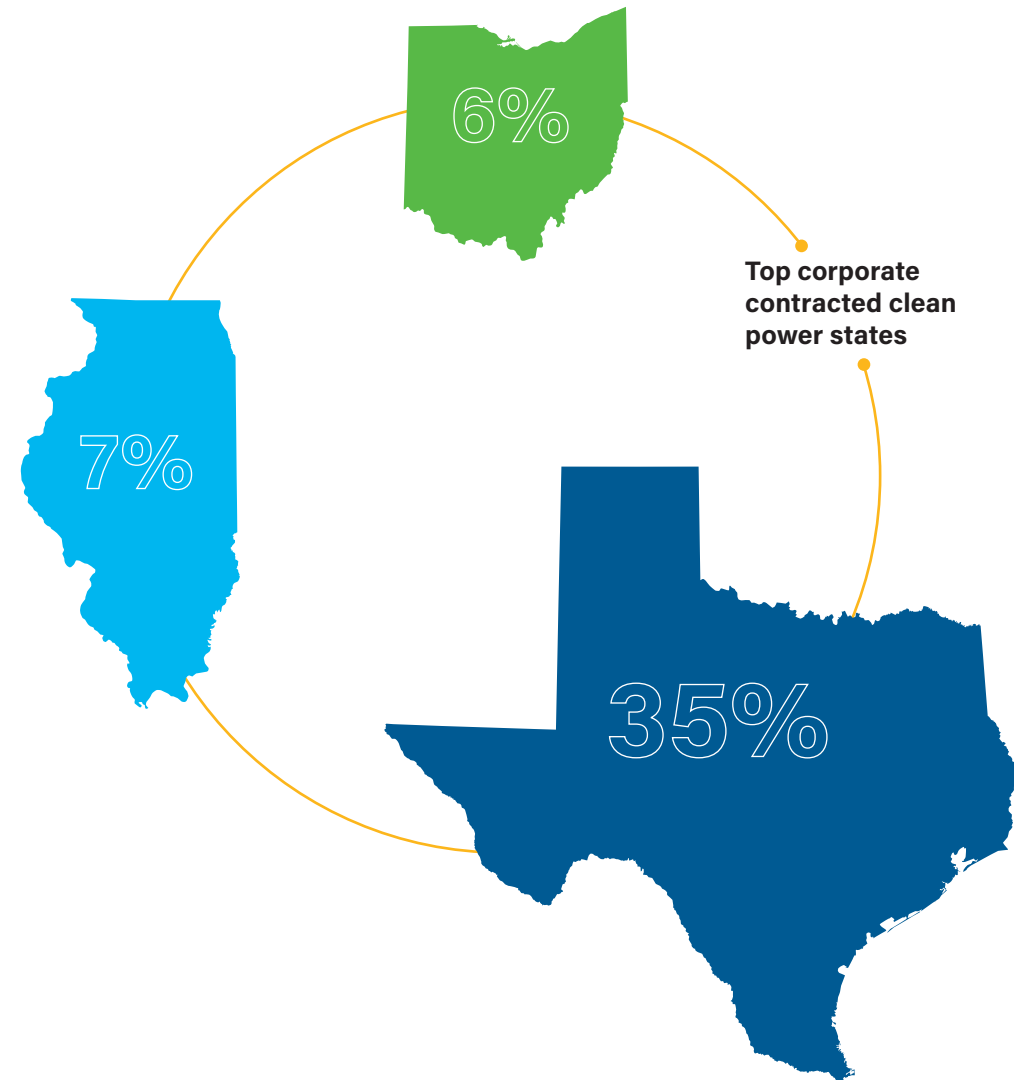 6%
Top corporate
contracted clean
power states
7%
35%